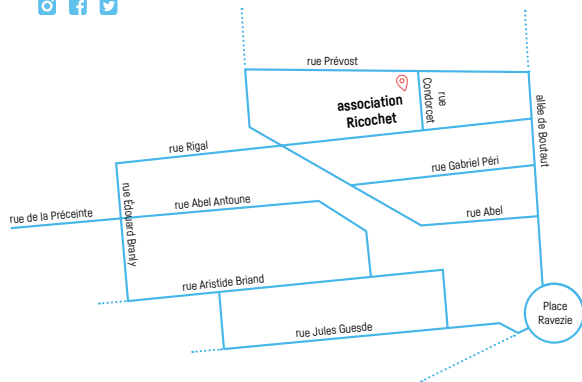 rue Prévost
association
Ricochet
rue
Condorcet
allée de Boutaut
rue Rigal
rue Gabriel Péri
rue de la Préceinte
rue Édouard Branly
rue Abel Antoune
rue Abel
rue Aristide Briand
rue Jules Guesde
Place
Ravezie